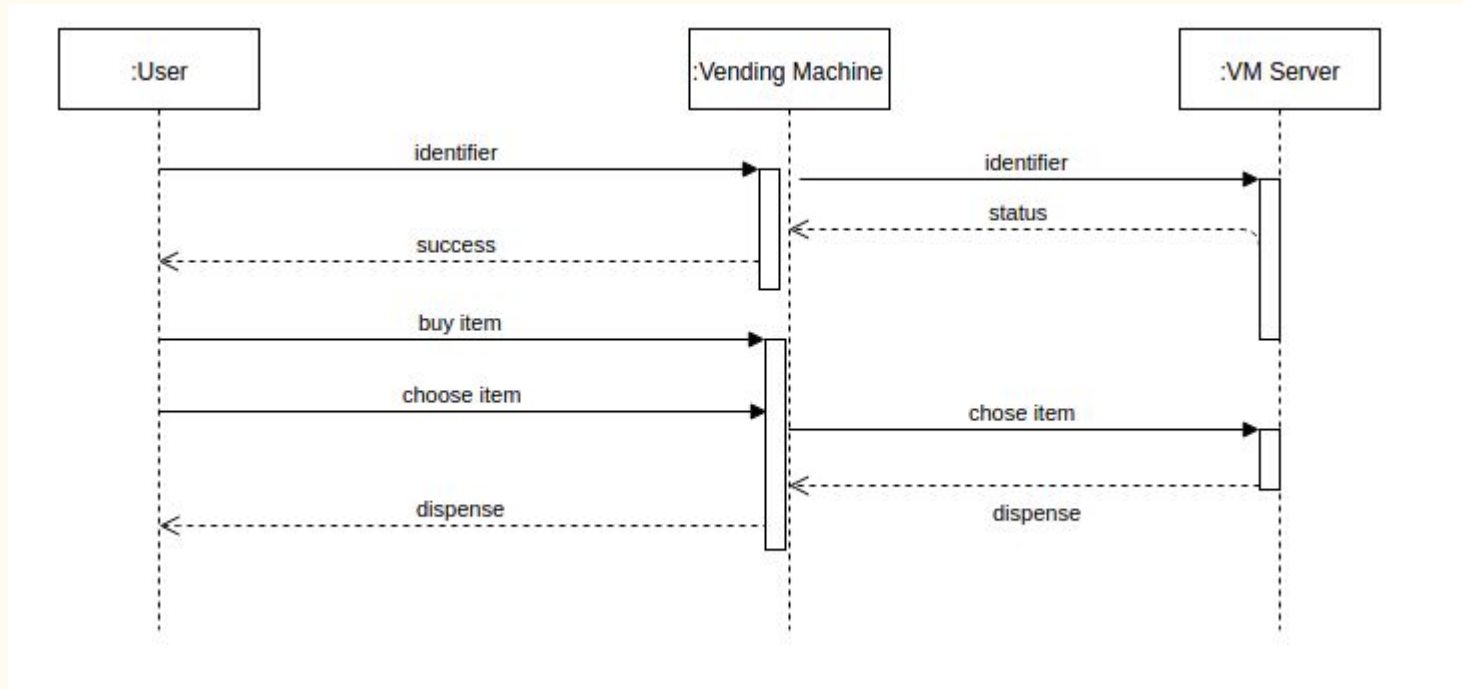 :User
:Vending Machine
:VM Server
identifier
identifier
status
success
buy item
choose item
chose item
dispense
dispense